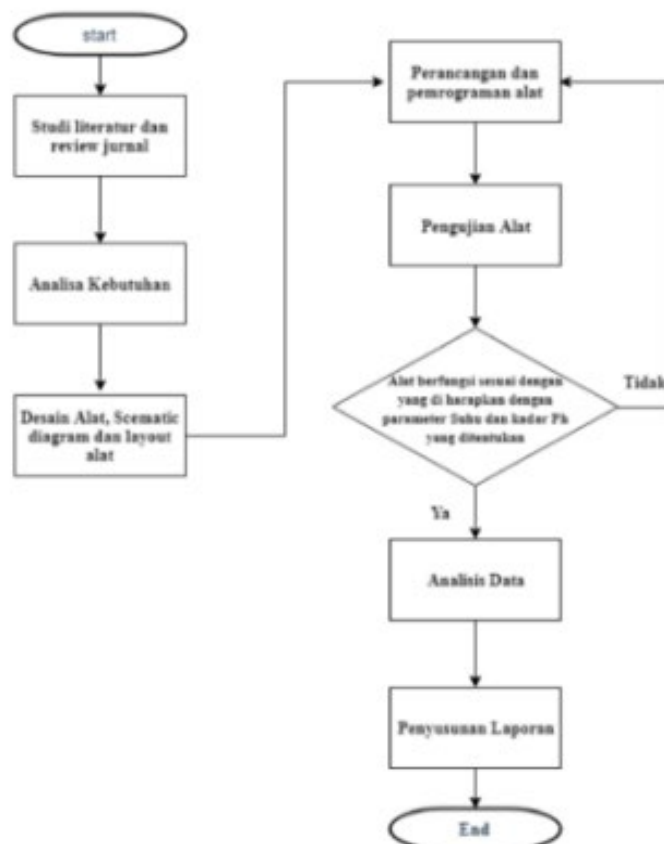 start
Studi literatur dan
review jurnal
Analisa Kebutuhan
Desain Alat, Scematic
diagram dan layout
alat
Perancangan dan
pemrograman alat
Pengujian Alat
Alat berfungsi sesuai dengan
yang di harapkan dengan
parameter Suhu dan kadar Ph
yang ditentukan
Tidak
Ya
Analisis Data
Penyusunan Laporan
End